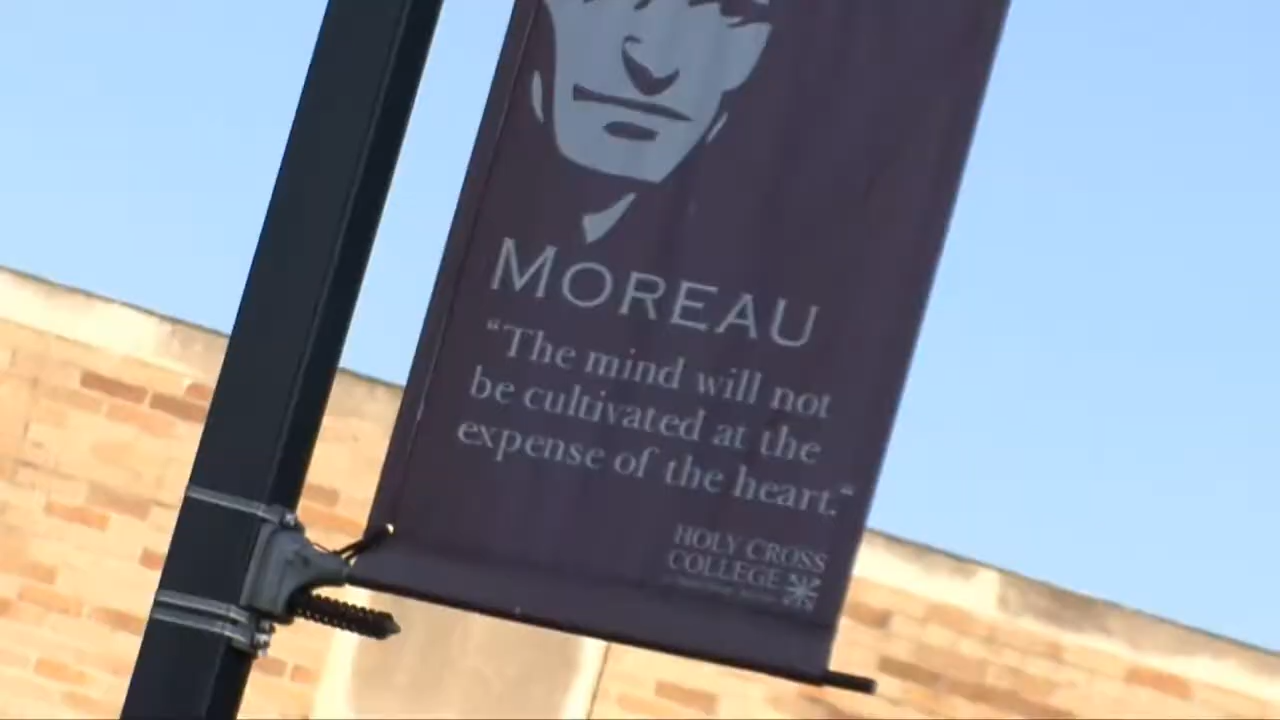 MOREAU
“The mind will not
be cultivated at the
expense of the heart.“
HOLY CROSS
COLLEGE